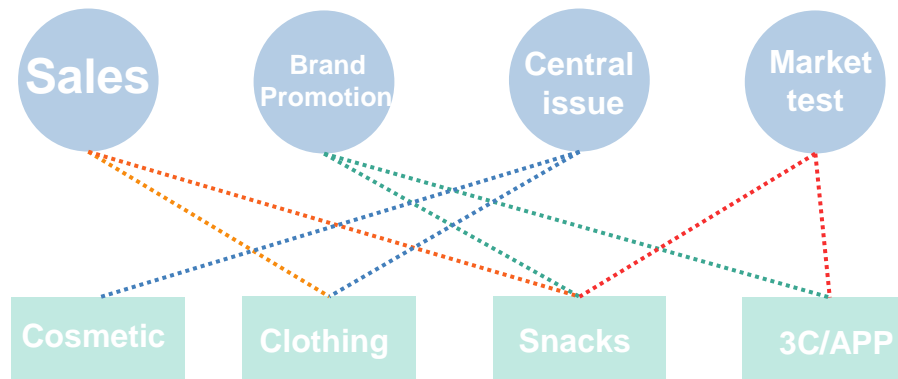 Sales
Brand
Promotion
Central
issue
Market
test
Cosmetic
Clothing
Snacks
3C/APP